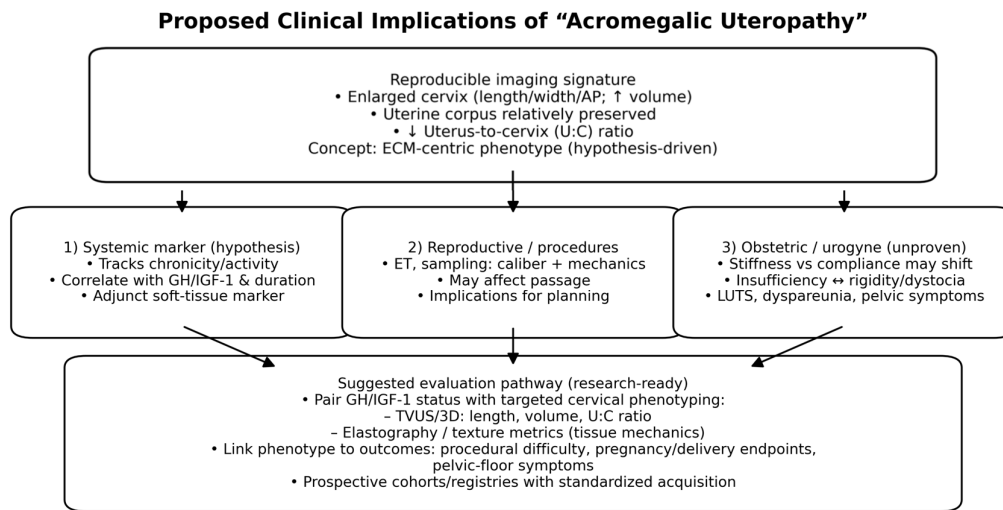 Proposed Clinical Implications of “Acromegalic Uteropathy”
Reproducible imaging signature
• Enlarged cervix (length/width/AP; ↑ volume)
• Uterine corpus relatively preserved
• ↓ Uterus-to-cervix (U:C) ratio
Concept: ECM-centric phenotype (hypothesis-driven)
1) Systemic marker (hypothesis)
• Tracks chronicity/activity
• Correlate with GH/IGF-1 & duration
• Adjunct soft-tissue marker
2) Reproductive / procedures
• ET, sampling: caliber + mechanics
• May affect passage
• Implications for planning
3) Obstetric / urogyne (unproven)
• Stiffness vs compliance may shift
• Insufficiency ↔ rigidity/dystocia
• LUTS, dyspareunia, pelvic symptoms
Suggested evaluation pathway (research-ready)
• Pair GH/IGF-1 status with targeted cervical phenotyping:
– TVUS/3D: length, volume, U:C ratio
– Elastography / texture metrics (tissue mechanics)
• Link phenotype to outcomes: procedural difficulty, pregnancy/delivery endpoints,
pelvic-floor symptoms
• Prospective cohorts/registries with standardized acquisition